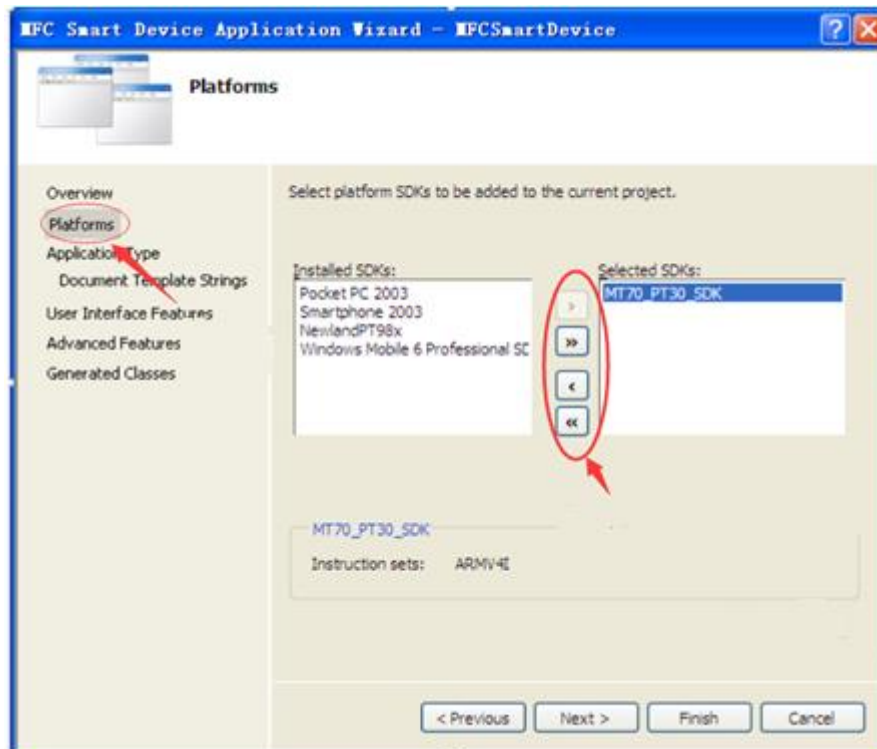 MFC Smart Device Application Wizard - MFCSmartDevice
Platforms
Overview
Platforms
Application Type
Document Template Strings
User Interface Features
Advanced Features
Generated Classes
Select platform SDKs to be added to the current project.
Installed SDKs:
Pocket PC 2003
Smartphone 2003
NewlandPT98x
Windows Mobile 6 Professional SD
>
»
<
«
Selected SDKs:
MT70_PT30_SDK
MT70_PT30_SDK
Instruction sets: ARMV4I
< Previous
Next >
Finish
Cancel